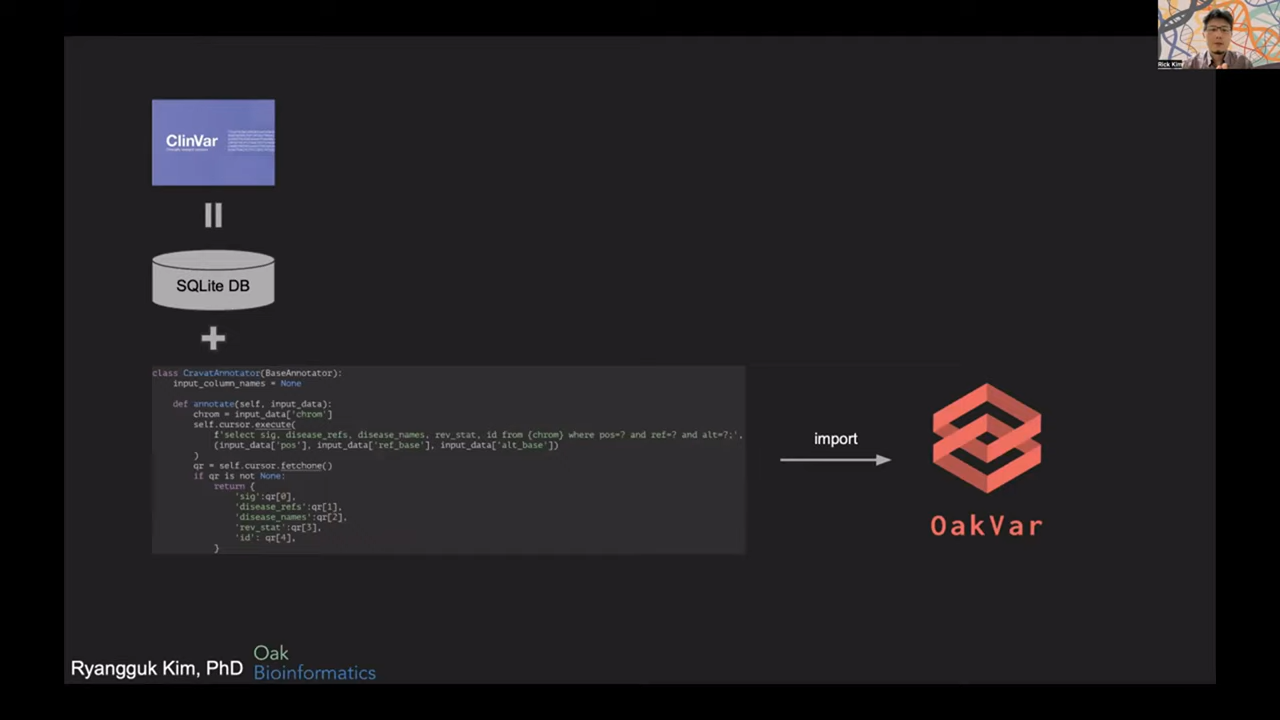 Rick Kim
ClinVar
SQLite DB
class CravatAnnotator(BaseAnnotator):
input_column_names = None
def annotate(self, input_data):
chrom = input_data['chrom']
self.cursor.execute(
f'select sig, disease_refs, disease_names, rev_stat, id from {chrom} where pos=? and ref=? and alt=?;',
(input_data['pos'], input_data['ref_base'], input_data['alt_base'])
)
qr = self.cursor.fetchone()
if qr is not None:
return {
'sig':qr[0],
'disease_refs':qr[1],
'disease_names':qr[2],
'rev_stat':qr[3],
'id': qr[4],
}
import
OakVar
Ryangguk Kim, PhD
Oak
Bioinformatics